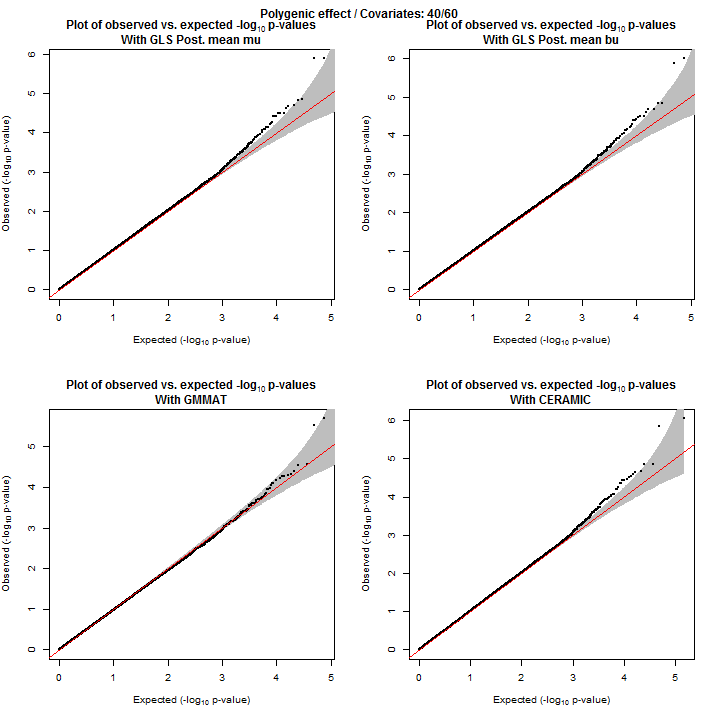 Polygenic effect / Covariates: 40/60
Plot of observed vs. expected -log10 p-values
With GLS Post. mean mu
Observed (-log10 p-value)
6
5
4
3
2
1
0
0 1 2 3 4 5
Expected (-log10 p-value)
Plot of observed vs. expected -log10 p-values
With GLS Post. mean bu
Observed (-log10 p-value)
6
5
4
3
2
1
0
0 1 2 3 4 5
Expected (-log10 p-value)
Plot of observed vs. expected -log10 p-values
With GMMAT
Observed (-log10 p-value)
5
4
3
2
1
0
0 1 2 3 4 5
Expected (-log10 p-value)
Plot of observed vs. expected -log10 p-values
With CERAMIC
Observed (-log10 p-value)
6
5
4
3
2
1
0
0 1 2 3 4 5
Expected (-log10 p-value)